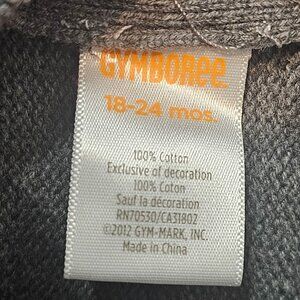 GYMBOREE
18-24 mos.
100% Cotton
Exclusive of decoration
100% Coton
Sauf la décoration
RN70530/CA31802
©2012 GYM-MARK, INC.
Made in China